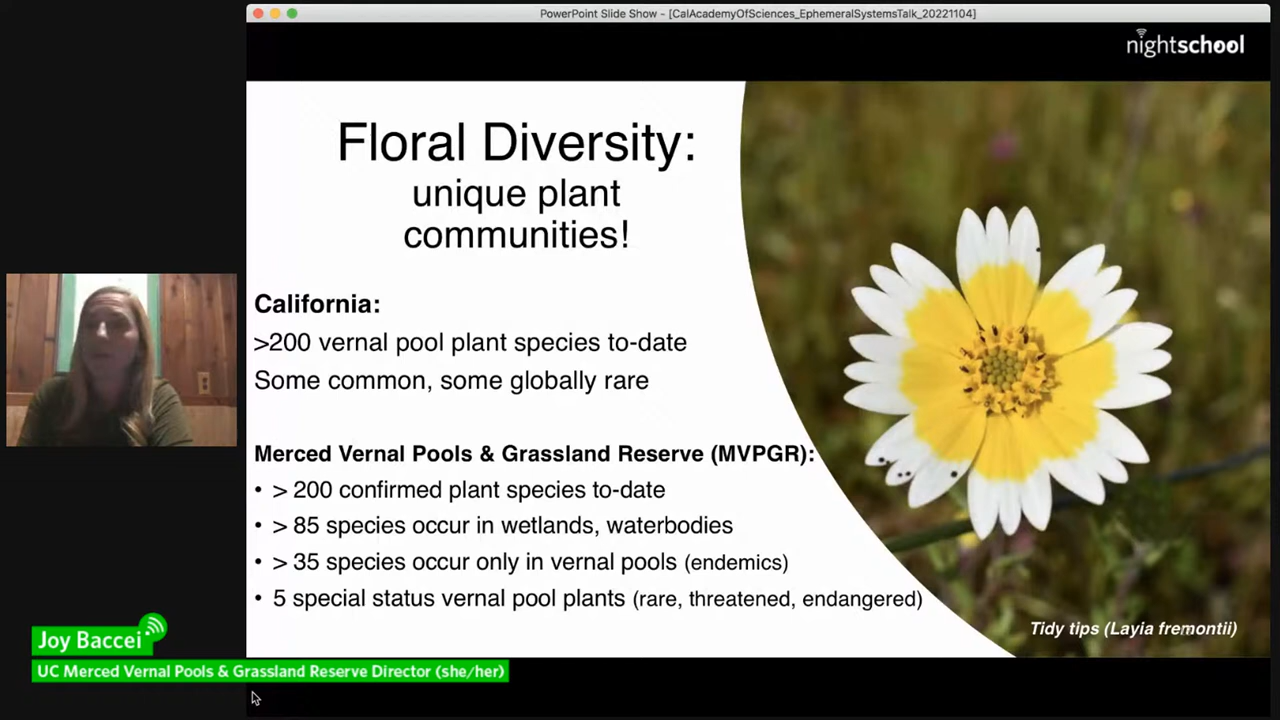 PowerPoint Slide Show - [CalAcademyOfSciences_EphemeralSystemsTalk_20221104]
nightschool
Floral Diversity:
unique plant
communities!
California:
>200 vernal pool plant species to-date
Some common, some globally rare
Merced Vernal Pools & Grassland Reserve (MVPGR):
• > 200 confirmed plant species to-date
• > 85 species occur in wetlands, waterbodies
• > 35 species occur only in vernal pools (endemics)
• 5 special status vernal pool plants (rare, threatened, endangered)
Tidy tips (Layia fremontii)
Joy Baccei
UC Merced Vernal Pools & Grassland Reserve Director (she/her)